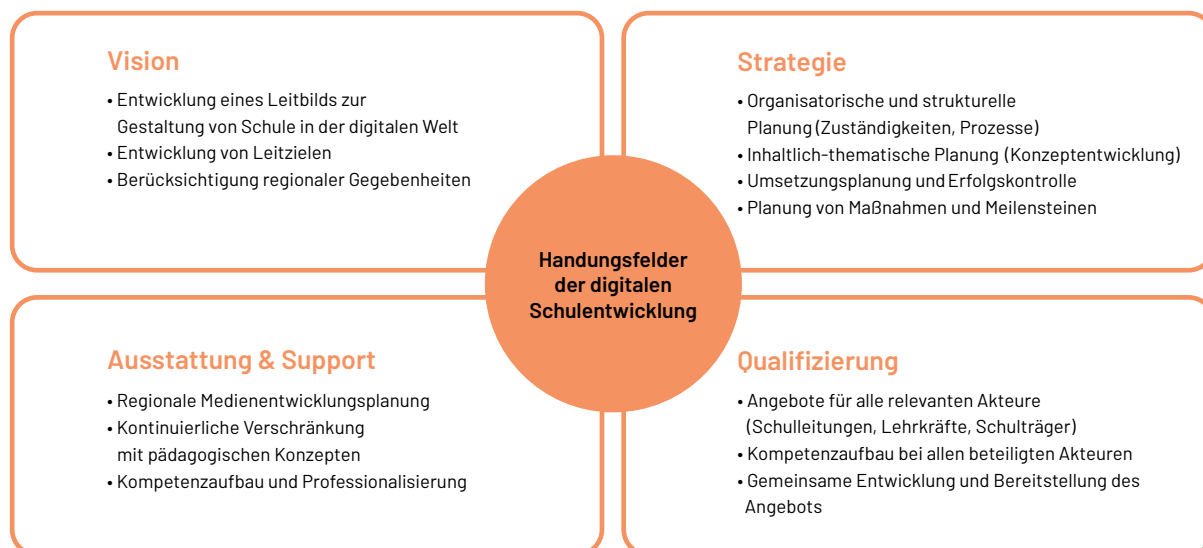 Vision
• Entwicklung eines Leitbilds zur
Gestaltung von Schule in der digitalen Welt
• Entwicklung von Leitzielen
• Berücksichtigung regionaler Gegebenheiten
Strategie
• Organisatorische und strukturelle
Planung (Zuständigkeiten, Prozesse)
• Inhaltlich-thematische Planung (Konzeptentwicklung)
• Umsetzungsplanung und Erfolgskontrolle
• Planung von Maßnahmen und Meilensteinen
Handungsfelder
der digitalen
Schulentwicklung
Ausstattung & Support
• Regionale Medienentwicklungsplanung
• Kontinuierliche Verschränkung
mit pädagogischen Konzepten
• Kompetenzaufbau und Professionalisierung
Qualifizierung
• Angebote für alle relevanten Akteure
(Schulleitungen, Lehrkräfte, Schulträger)
• Kompetenzaufbau bei allen beteiligten Akteuren
• Gemeinsame Entwicklung und Bereitstellung des
Angebots